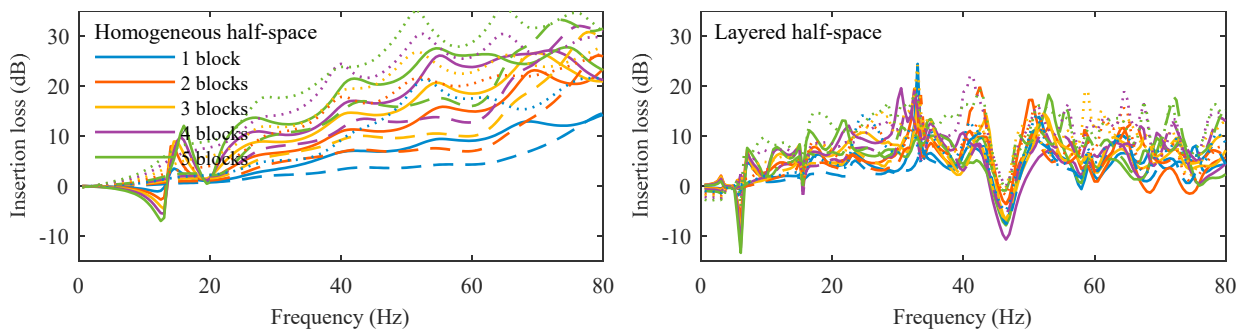 Homogeneous half-space
1 block
2 blocks
3 blocks
4 blocks
5 blocks
30
20
10
0
-10
Insertion loss (dB)
0 20 40 60 80
Frequency (Hz)
Layered half-space
30
20
10
0
-10
Insertion loss (dB)
0 20 40 60 80
Frequency (Hz)